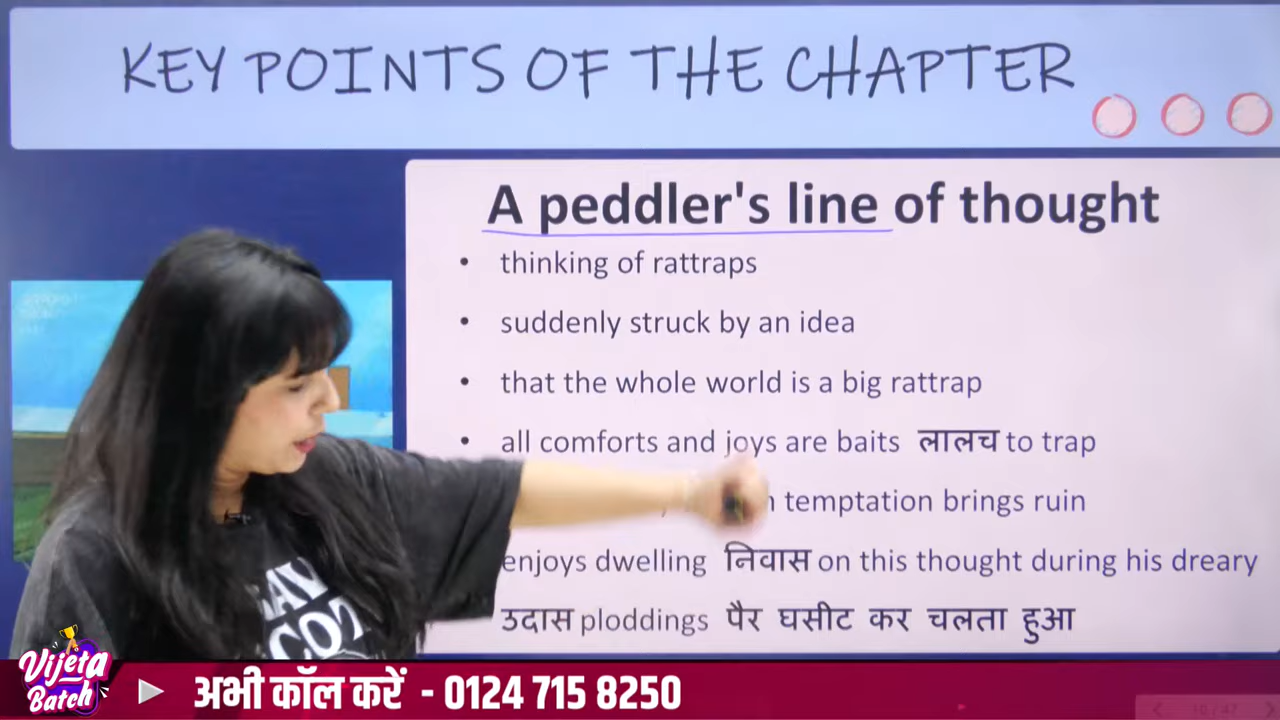 KEY POINTS OF THE CHAPTER
A peddler's line of thought
thinking of rattraps
suddenly struck by an idea
that the whole world is a big rattrap
all comforts and joys are baits लालच to trap
temptation brings ruin
enjoys dwelling निवास on this thought during his dreary
उदास ploddings पैर घसीट कर चलता हुआ
Vijeta
Batch
अभी कॉल करें - 0124 715 8250